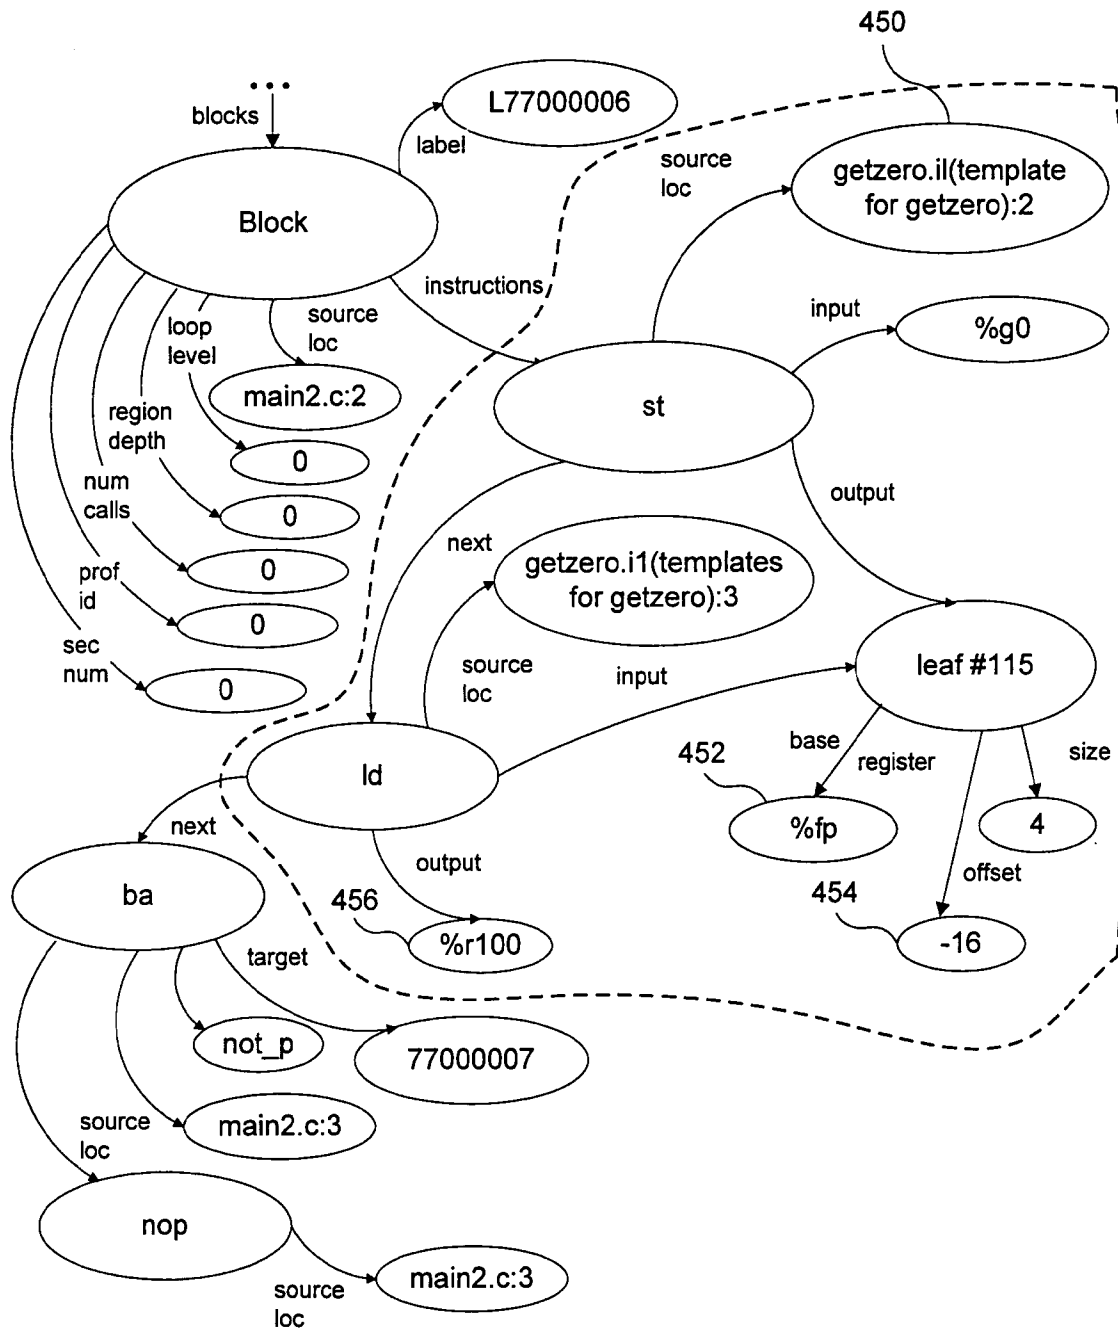 450
...
blocks
L77000006
label
source
loc
getzero.il(template
for getzero):2
Block
instructions
input
%g0
loop
level
source
loc
main2.c:2
st
region
depth
0
num
calls
0
output
next
getzero.i1(templates
for getzero):3
prof
id
0
0
sec
num
0
source
loc
input
leaf #115
452
base
register
size
ld
%fp
4
next
output
offset
454
ba
456
%r100
-16
target
not_p
77000007
source
loc
main2.c:3
nop
source
loc
main2.c:3